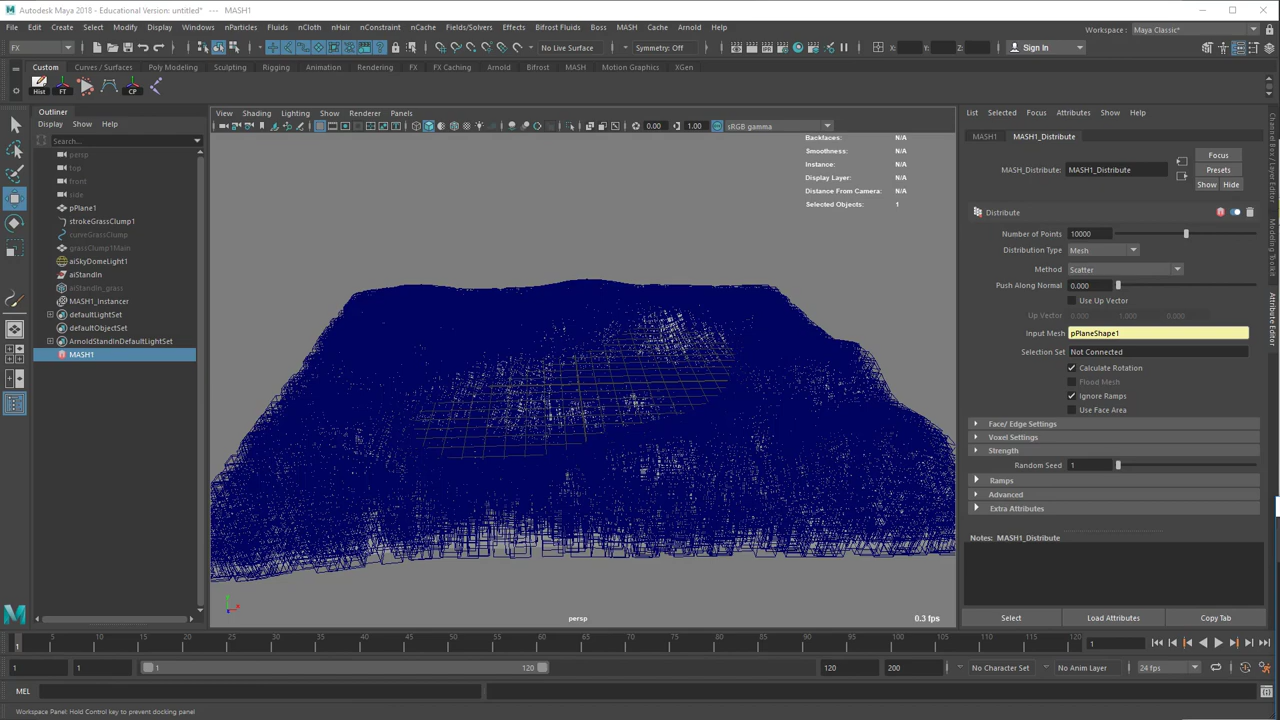 Autodesk Maya 2018 - Educational Version: untitled* --- MASH1
File Edit Create Select Modify Display Windows nParticles Fluids nCloth nHair nConstraint nCache Fields/Solvers Effects Bifrost Fluids Boss MASH Cache Arnold Help
Workspace : Maya Classic*
FX No Live Surface Symmetry: Off X: Y: Z: Sign In
Custom Curves / Surfaces Poly Modeling Sculpting Rigging Animation Rendering FX FX Caching Arnold Bifrost MASH Motion Graphics XGen
Hist FT CP
Outliner
Display Show Help
Search...
persp
top
front
side
pPlane1
strokeGrassClump1
curveGrassClump
grassClump1Main
aiSkyDomeLight1
aiStandIn
aiStandIn_grass
MASH1_Instancer
defaultLightSet
defaultObjectSet
ArnoldStandInDefaultLightSet
MASH1
View Shading Lighting Show Renderer Panels
0.00 1.00 sRGB gamma
Backfaces: N/A
Smoothness: N/A
Instance: N/A
Display Layer: N/A
Distance From Camera: N/A
Selected Objects: 1
persp
0.3 fps
List Selected Focus Attributes Show Help
MASH1 MASH1_Distribute
Focus
MASH_Distribute: MASH1_Distribute
Presets
Show Hide
Distribute
Number of Points 10000
Distribution Type Mesh
Method Scatter
Push Along Normal 0.000
Use Up Vector
Up Vector 0.000 1.000 0.000
Input Mesh pPlaneShape1
Selection Set Not Connected
Calculate Rotation
Flood Mesh
Ignore Ramps
Use Face Area
Face/ Edge Settings
Voxel Settings
Strength
Random Seed 1
Ramps
Advanced
Extra Attributes
Notes: MASH1_Distribute
Select Load Attributes Copy Tab
Channel Box / Layer Editor
Modeling Toolkit
Attribute Editor
5 10 15 20 25 30 35 40 45 50 55 60 65 70 75 80 85 90 95 100 105 110 115 120
1
1 1 1 120 120 200 No Character Set No Anim Layer 24 fps
MEL
Workspace Panel: Hold Control key to prevent docking panel